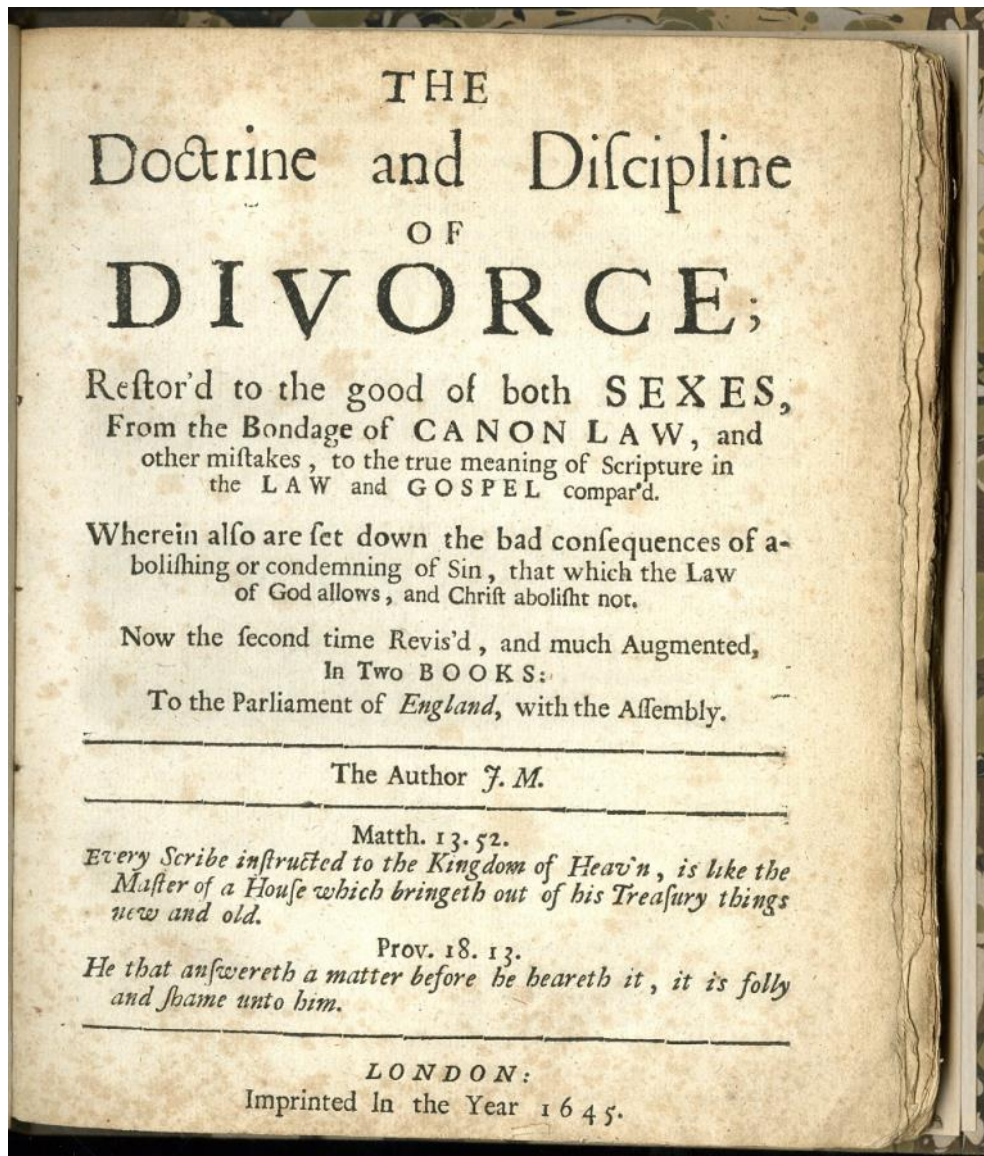 THE
Doctrine and Diſcipline
OF
DIVORCE;
Reſtor'd to the good of both SEXES,
From the Bondage of CANON LAW, and
other miſtakes, to the true meaning of Scripture in
the LAW and GOSPEL compar'd.
Wherein alſo are ſet down the bad conſequences of a-
boliſhing or condemning of Sin, that which the Law
of God allows, and Chriſt aboliſht not.
Now the ſecond time Revis'd, and much Augmented,
In Two BOOKS:
To the Parliament of England, with the Aſſembly.
The Author J. M.
Matth. 13. 52.
Every Scribe inſtructed to the Kingdom of Heav'n, is like the
Maſter of a Houſe which bringeth out of his Treaſury things
new and old.
Prov. 18. 13.
He that anſwereth a matter before he heareth it, it is folly
and ſhame unto him.
LONDON:
Imprinted In the Year 1645.